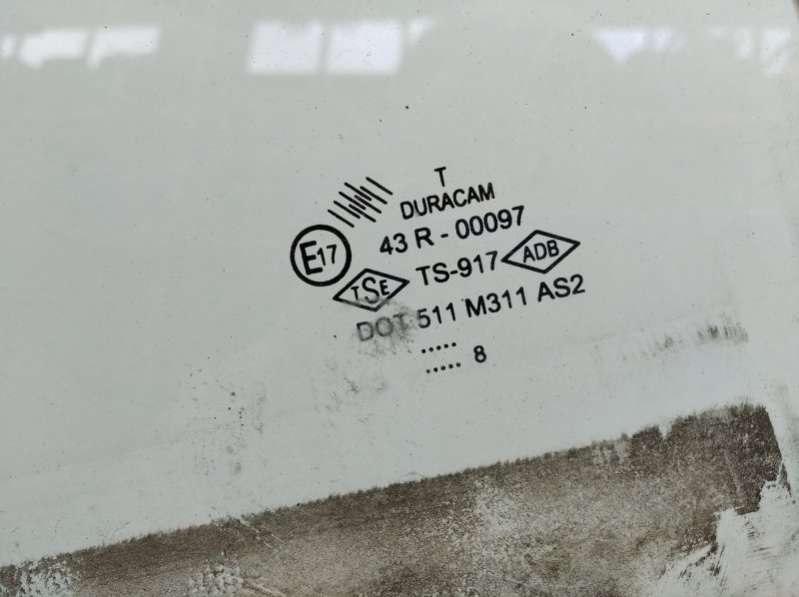 T
DURACAM
E17 43 R - 00097
TSE TS-917 ADB
DOT 511 M311 AS2
.....
..... 8